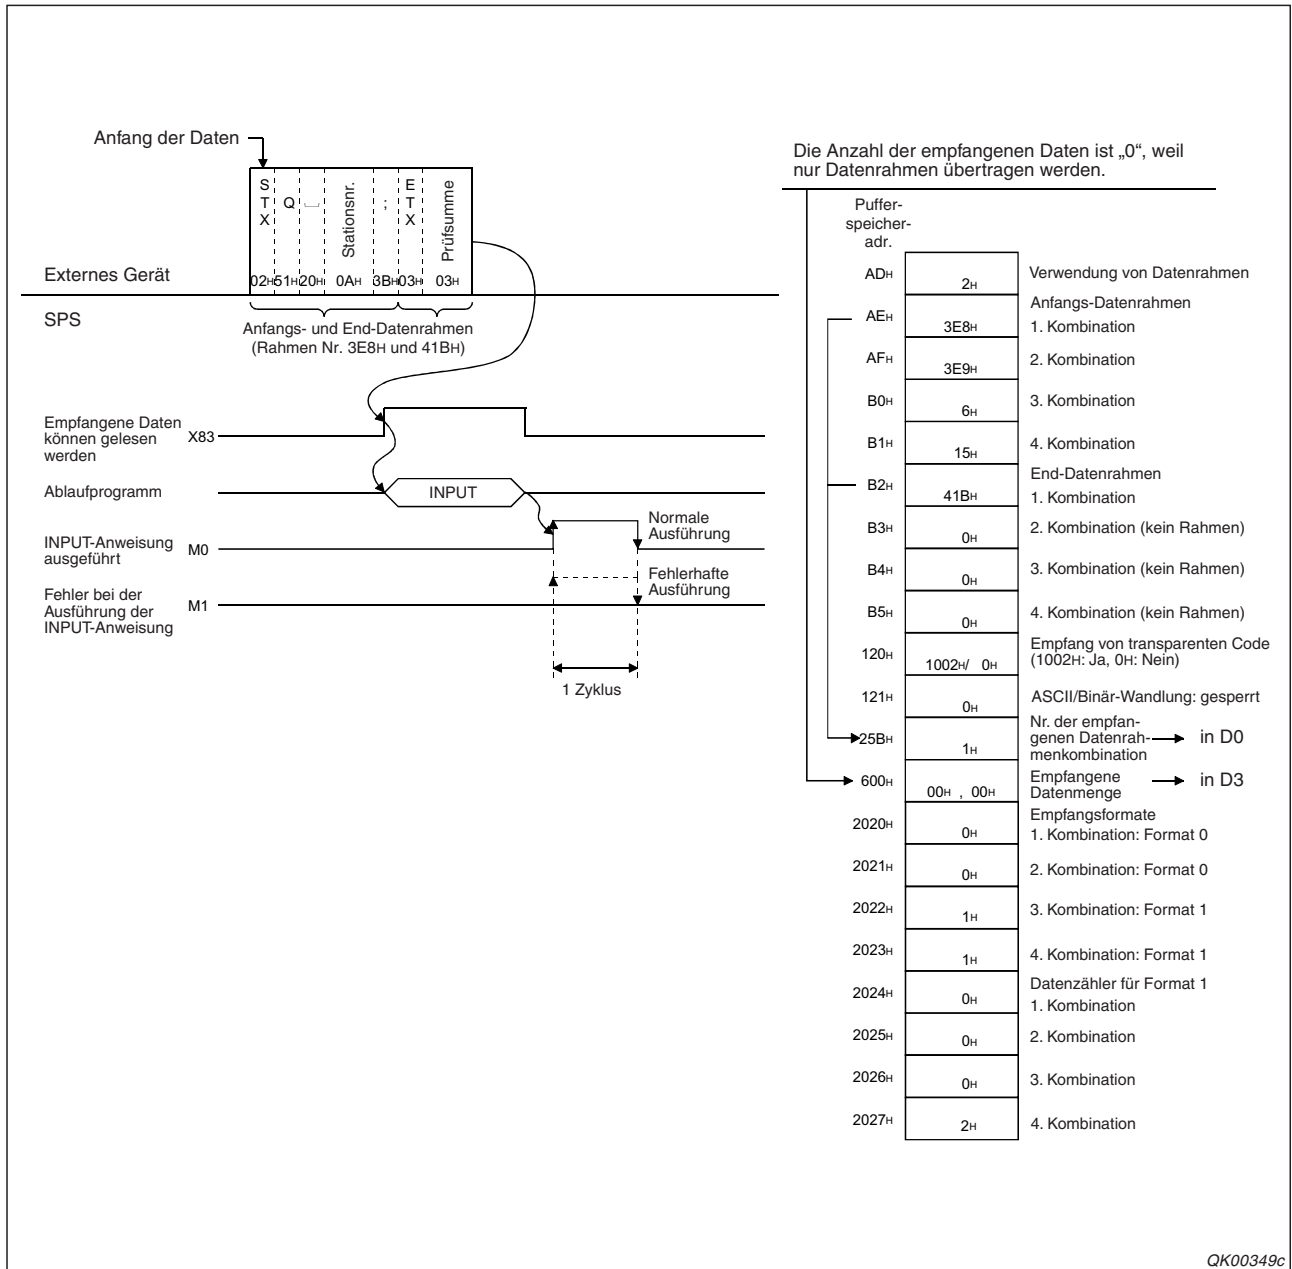 Anfang der Daten
STX
Q
Stationsnr.
;
ETX
Prüfsumme
02H 51H 20H 0AH 3BH 03H 03H
Externes Gerät
SPS
Anfangs- und End-Datenrahmen
(Rahmen Nr. 3E8H und 41BH)
Empfangene Daten
können gelesen
werden
X83
Ablaufprogramm
INPUT
INPUT-Anweisung
ausgeführt
M0
Normale
Ausführung
Fehler bei der
Ausführung der
INPUT-Anweisung
M1
Fehlerhafte
Ausführung
1 Zyklus
Die Anzahl der empfangenen Daten ist „0“, weil
nur Datenrahmen übertragen werden.
Puffer-
speicher-
adr.
ADH 2H Verwendung von Datenrahmen
Anfangs-Datenrahmen
AEH 3E8H 1. Kombination
AFH 3E9H 2. Kombination
B0H 6H 3. Kombination
B1H 15H 4. Kombination
End-Datenrahmen
B2H 41BH 1. Kombination
B3H 0H 2. Kombination (kein Rahmen)
B4H 0H 3. Kombination (kein Rahmen)
B5H 0H 4. Kombination (kein Rahmen)
120H 1002H/ 0H Empfang von transparenten Code
(1002H: Ja, 0H: Nein)
121H 0H ASCII/Binär-Wandlung: gesperrt
25BH 1H Nr. der empfan-
genen Datenrah-
menkombination
in D0
600H 00H , 00H Empfangene
Datenmenge
in D3
Empfangsformate
2020H 0H 1. Kombination: Format 0
2021H 0H 2. Kombination: Format 0
2022H 1H 3. Kombination: Format 1
2023H 1H 4. Kombination: Format 1
Datenzähler für Format 1
2024H 0H 1. Kombination
2025H 0H 2. Kombination
2026H 0H 3. Kombination
2027H 2H 4. Kombination
QK00349c